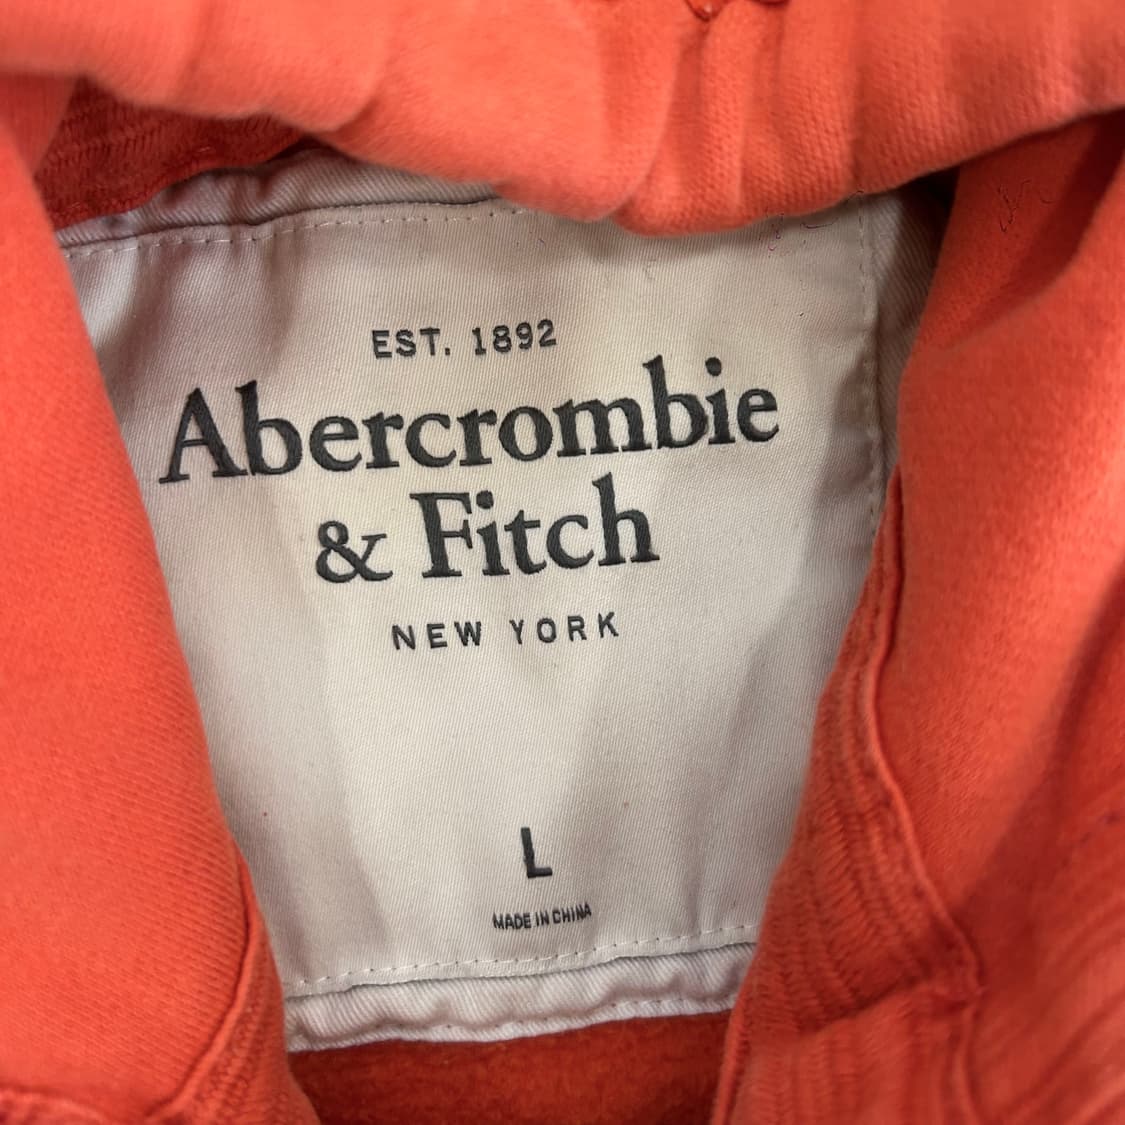 EST. 1892
Abercrombie
& Fitch
NEW YORK
L
MADE IN CHINA